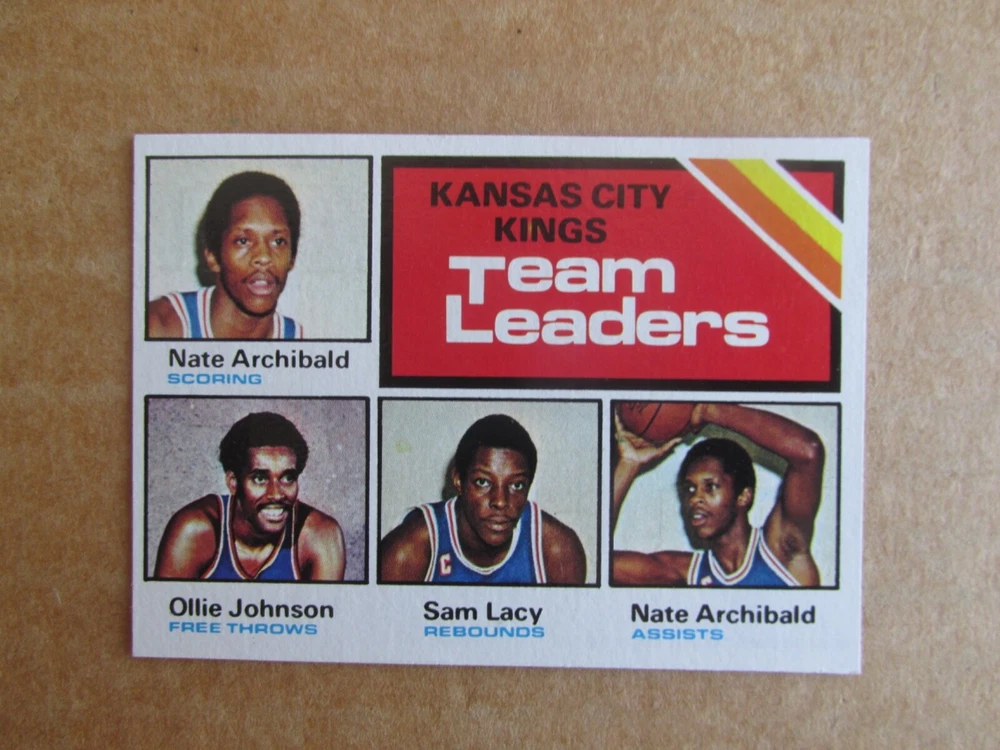 KANSAS CITY
KINGS
Team
Leaders
Nate Archibald
SCORING
Ollie Johnson
FREE THROWS
Sam Lacy
REBOUNDS
Nate Archibald
ASSISTS
C